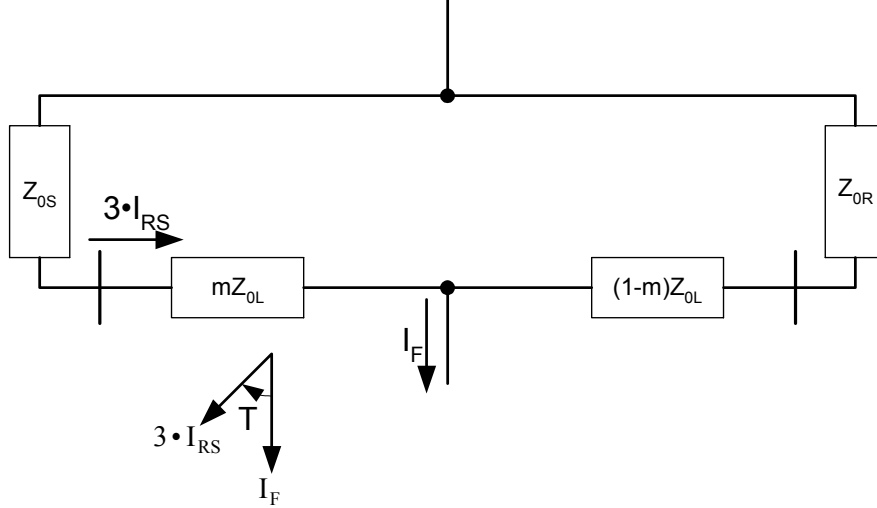 Z0S
Z0R
3•IRS
mZ0L
(1-m)Z0L
IF
T
3•IRS
IF